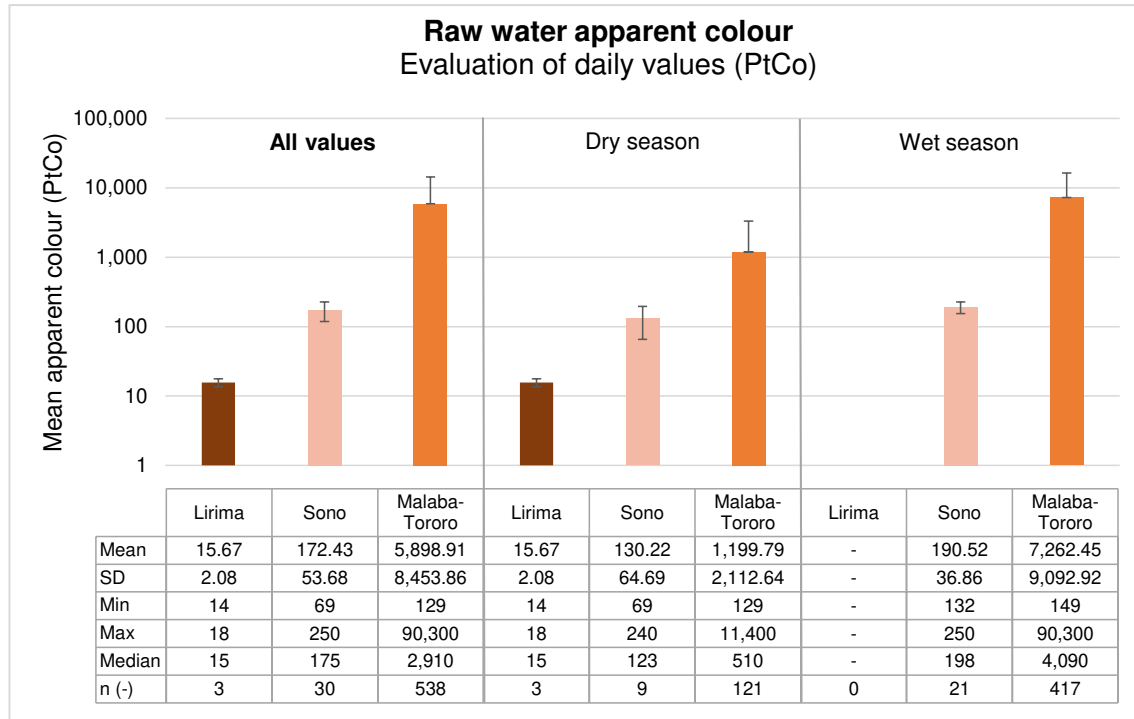 Raw water apparent colour
Evaluation of daily values (PtCo)
Mean apparent colour (PtCo)
100,000
10,000
1,000
100
10
1
All values
Dry season
Wet season
Lirima Sono Malaba-Tororo Lirima Sono Malaba-Tororo Lirima Sono Malaba-Tororo
Mean 15.67 172.43 5,898.91 15.67 130.22 1,199.79 - 190.52 7,262.45
SD 2.08 53.68 8,453.86 2.08 64.69 2,112.64 - 36.86 9,092.92
Min 14 69 129 14 69 129 - 132 149
Max 18 250 90,300 18 240 11,400 - 250 90,300
Median 15 175 2,910 15 123 510 - 198 4,090
n (-) 3 30 538 3 9 121 0 21 417